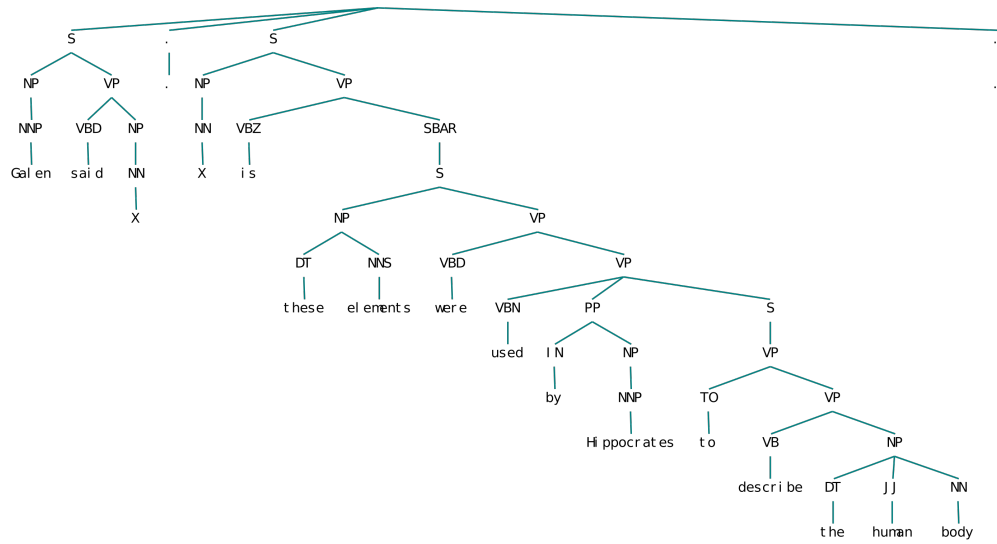 S . S .
NP VP . NP VP .
NNP VBD NP NN VBZ SBAR
Galen said NN X is S
X NP VP
DT NNS VBD VP
these elements were VBN PP S
used IN NP VP
by NNP TO VP
Hippocrates to VB NP
describe DT JJ NN
the human body